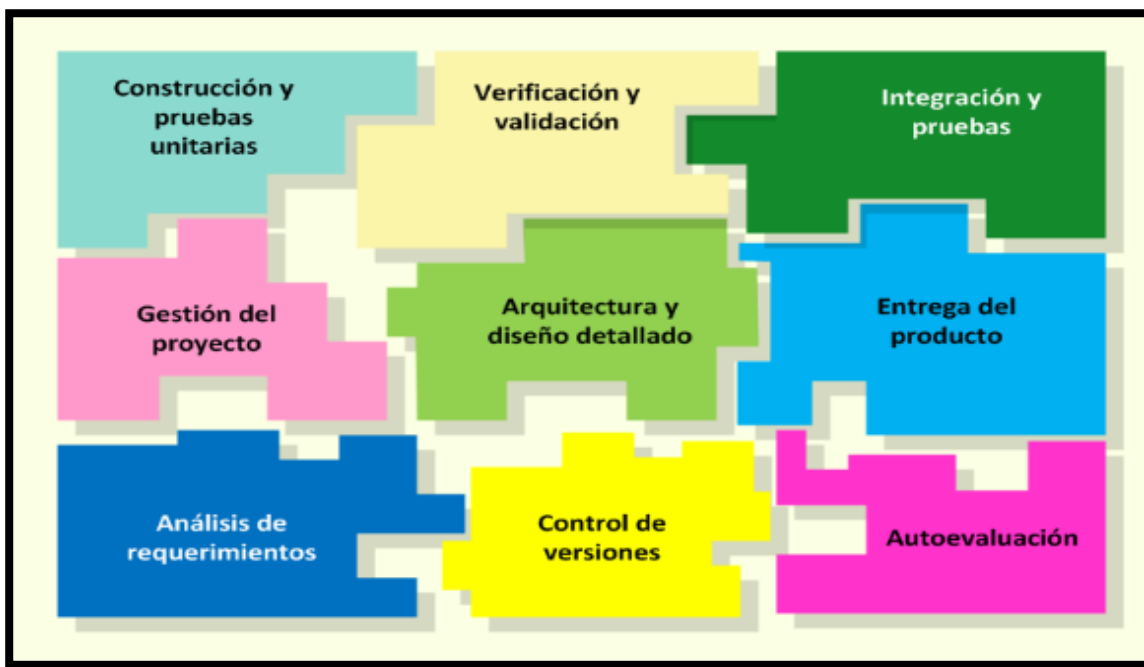 Construcción y
pruebas
unitarias
Verificación y
validación
Integración y
pruebas
Gestión del
proyecto
Arquitectura y
diseño detallado
Entrega del
producto
Análisis de
requerimientos
Control de
versiones
Autoevaluación